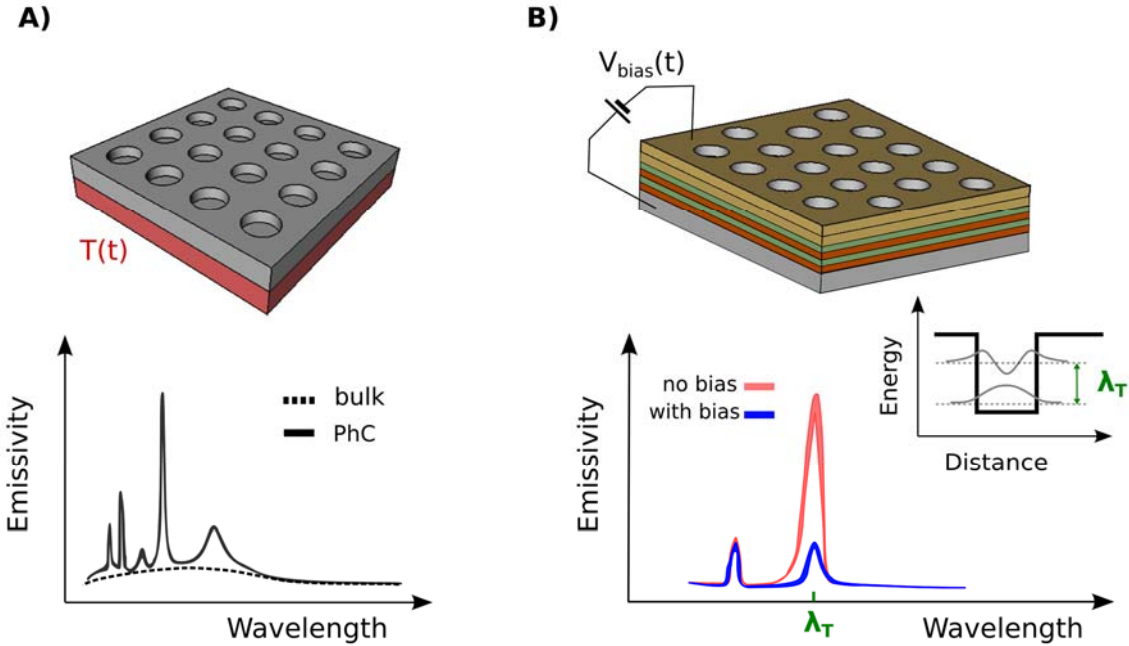 A)
T(t)
Emissivity
bulk
PhC
Wavelength
B)
V_bias(t)
Emissivity
no bias
with bias
λ_T
Wavelength
Energy
λ_T
Distance